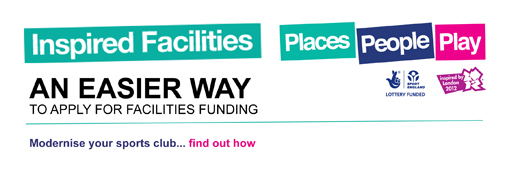 Inspired Facilities
Places People Play
AN EASIER WAY
TO APPLY FOR FACILITIES FUNDING
SPORT
ENGLAND
LOTTERY FUNDED
inspired by
London
2012
Modernise your sports club... find out how